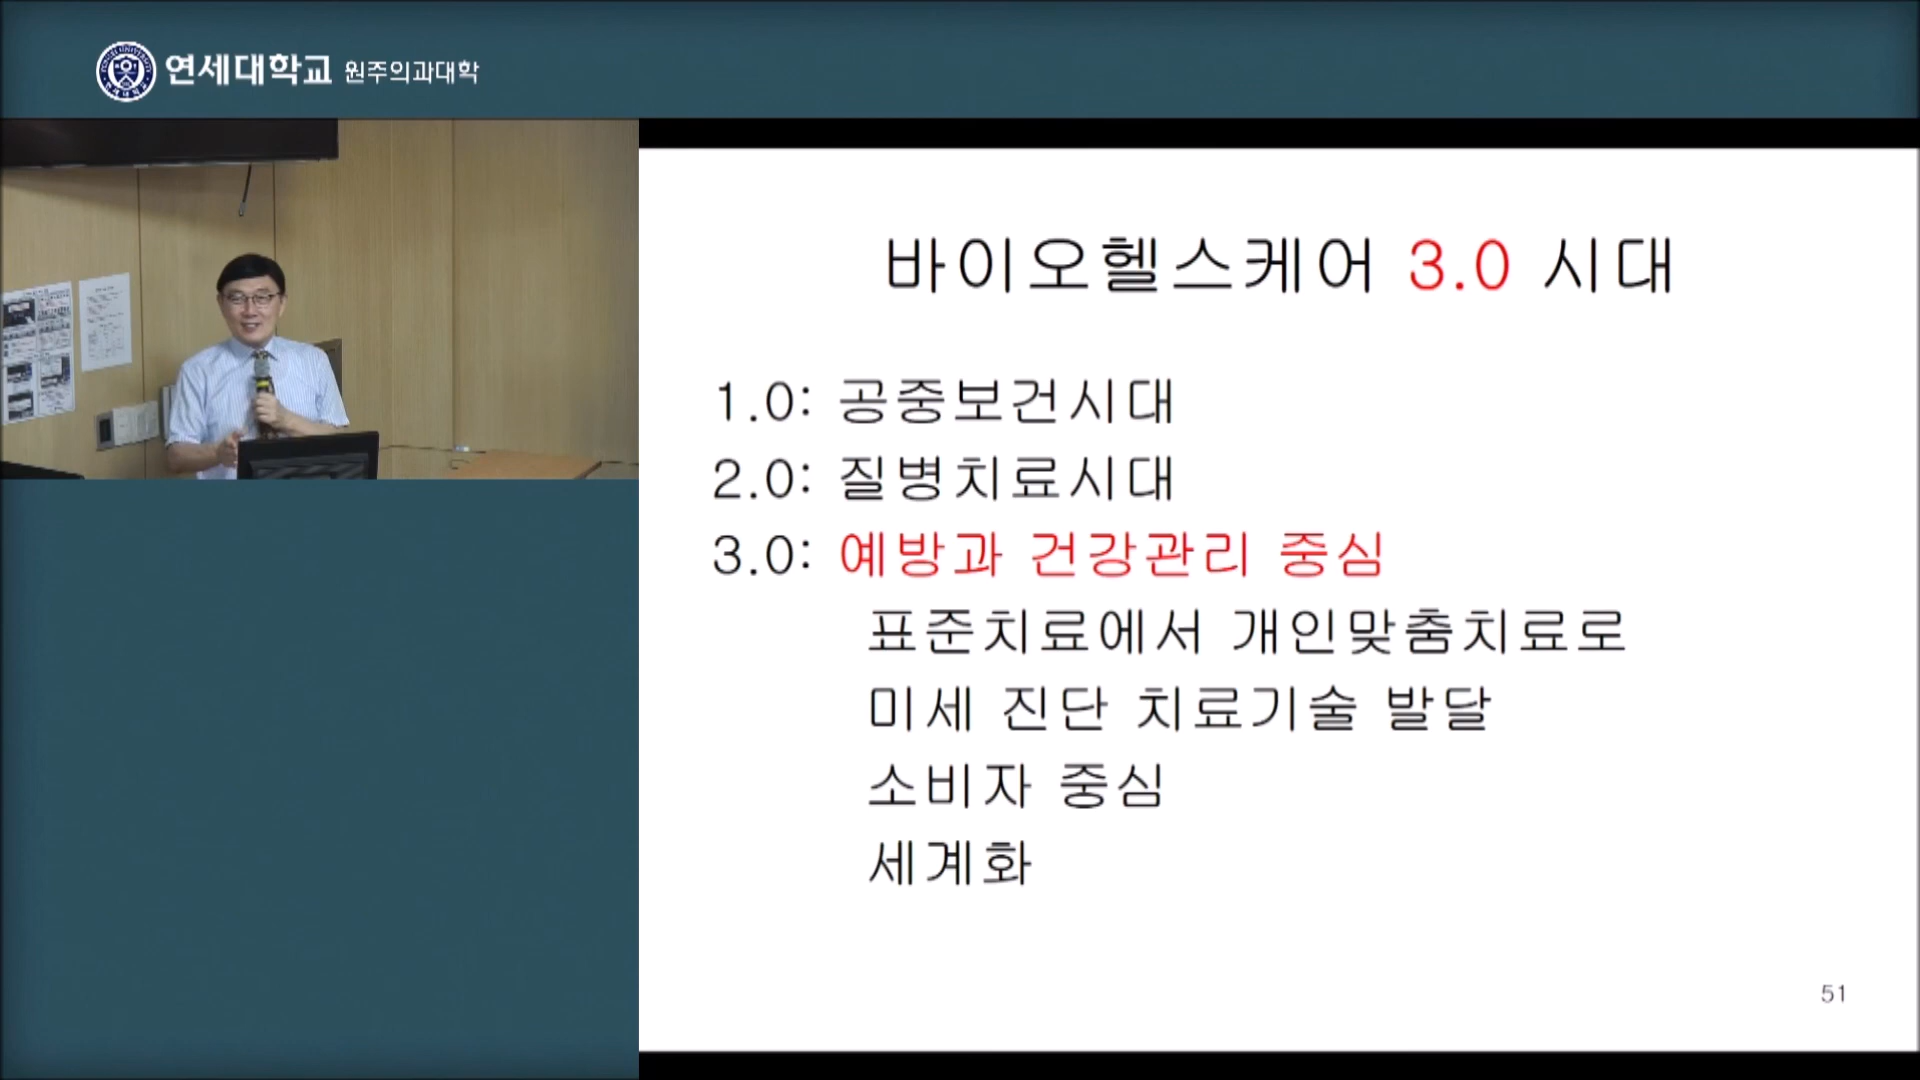 연세대학교 원주의과대학
바이오헬스케어 3.0 시대
1.0: 공중보건시대
2.0: 질병치료시대
3.0: 예방과 건강관리 중심
표준치료에서 개인맞춤치료로
미세 진단 치료기술 발달
소비자 중심
세계화
51